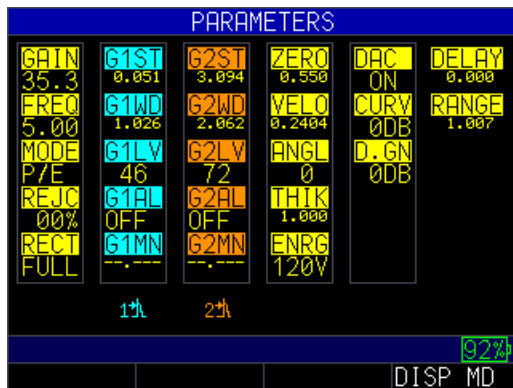 PARAMETERS
GAIN G1ST G2ST ZERO DAC DELAY
35.3 0.051 3.094 0.550 ON 0.000
FREQ G1WD G2WD VELO CURV RANGE
5.00 1.026 2.062 0.2404 0DB 1.007
MODE G1LV G2LV ANGL D.GN
P/E 46 72 0 0DB
REJC G1AL G2AL THIK
00% OFF OFF 1.000
RECT G1MN G2MN ENRG
FULL --.--- --.--- 120V
1 2
92%
DISP MD